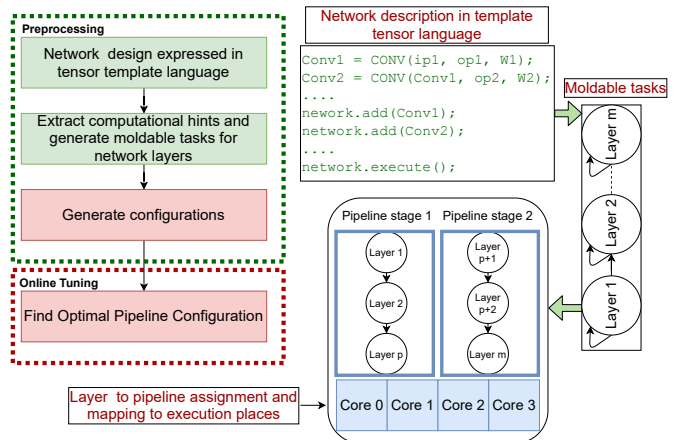 Preprocessing
Network design expressed in
tensor template language
Extract computational hints and
generate moldable tasks for
network layers
Generate configurations
Online Tuning
Find Optimal Pipeline Configuration
Network description in template
tensor language
Conv1 = CONV(ip1, op1, W1);
Conv2 = CONV(Conv1, op2, W2);
....
nework.add(Conv1);
network.add(Conv2);
....
network.execute();
Moldable tasks
Layer m
Layer 2
Layer 1
Pipeline stage 1
Pipeline stage 2
Layer 1
Layer 2
Layer p
Layer
p+1
Layer
p+2
Layer m
Core 0
Core 1
Core 2
Core 3
Layer to pipeline assignment and
mapping to execution places